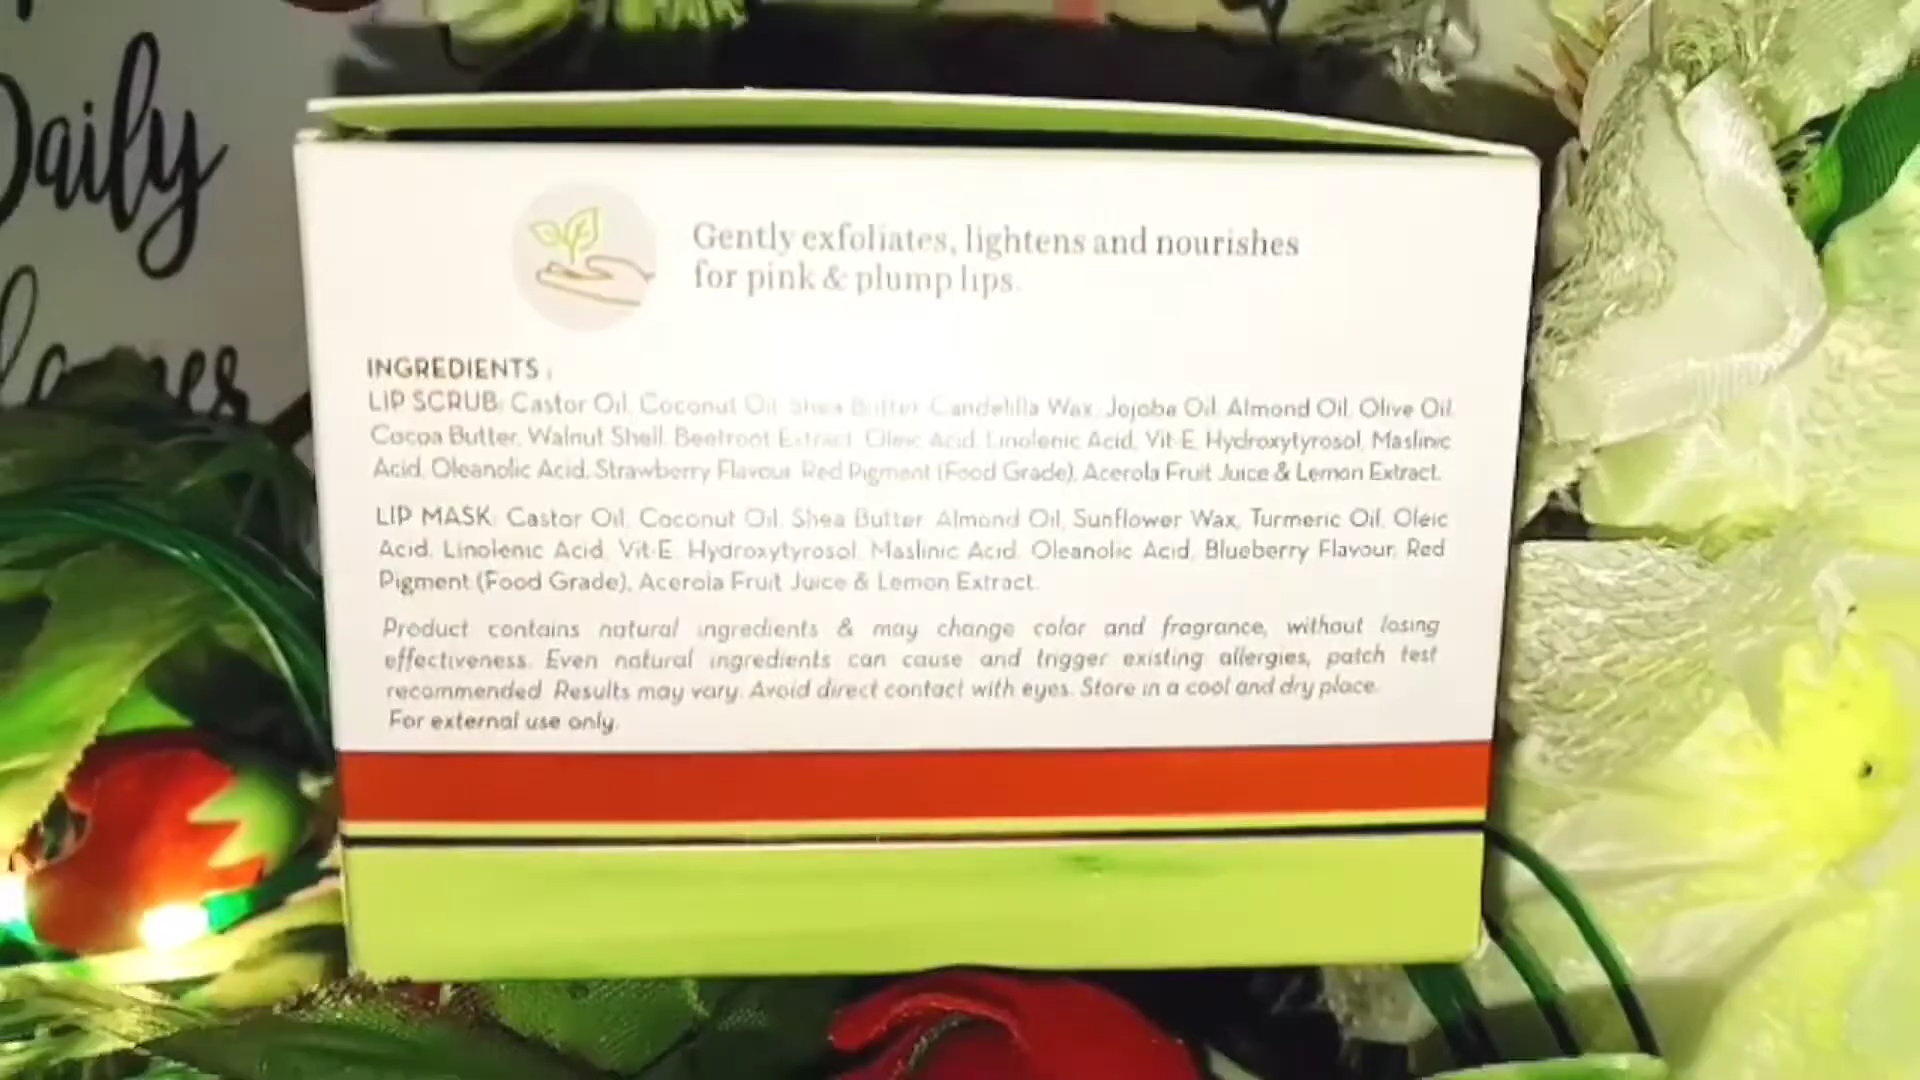 Daily
Gently exfoliates, lightens and nourishes
for pink & plump lips.
INGREDIENTS :
LIP SCRUB: Castor Oil, Coconut Oil, Shea Butter, Candelilla Wax, Jojoba Oil, Almond Oil, Olive Oil,
Cocoa Butter, Walnut Shell, Beetroot Extract, Oleic Acid, Linolenic Acid, Vit-E, Hydroxytyrosol, Maslinic
Acid, Oleanolic Acid, Strawberry Flavour, Red Pigment (Food Grade), Acerola Fruit Juice & Lemon Extract.
LIP MASK: Castor Oil, Coconut Oil, Shea Butter, Almond Oil, Sunflower Wax, Turmeric Oil, Oleic
Acid, Linolenic Acid, Vit-E, Hydroxytyrosol, Maslinic Acid, Oleanolic Acid, Blueberry Flavour, Red
Pigment (Food Grade), Acerola Fruit Juice & Lemon Extract.
Product contains natural ingredients & may change color and fragrance, without losing
effectiveness. Even natural ingredients can cause and trigger existing allergies, patch test
recommended. Results may vary. Avoid direct contact with eyes. Store in a cool and dry place.
For external use only.